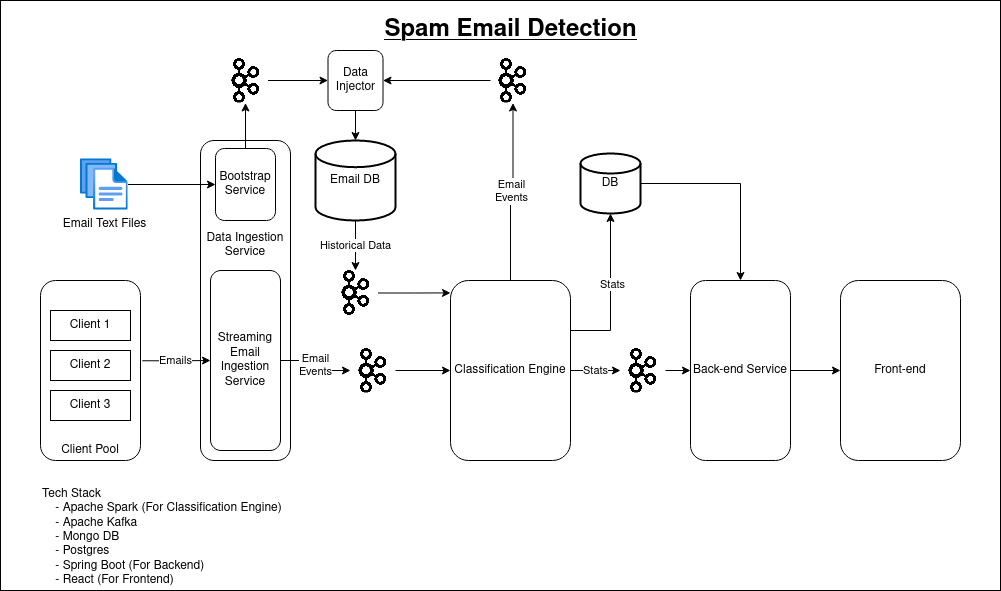 Spam Email Detection
Data
Injector
Bootstrap
Service
Email DB
Email
Events
DB
Email Text Files
Data Ingestion
Service
Historical Data
Stats
Client 1
Client 2
Client 3
Client Pool
Emails
Streaming
Email
Ingestion
Service
Email
Events
Classification Engine
Stats
Back-end Service
Front-end
Tech Stack
- Apache Spark (For Classification Engine)
- Apache Kafka
- Mongo DB
- Postgres
- Spring Boot (For Backend)
- React (For Frontend)